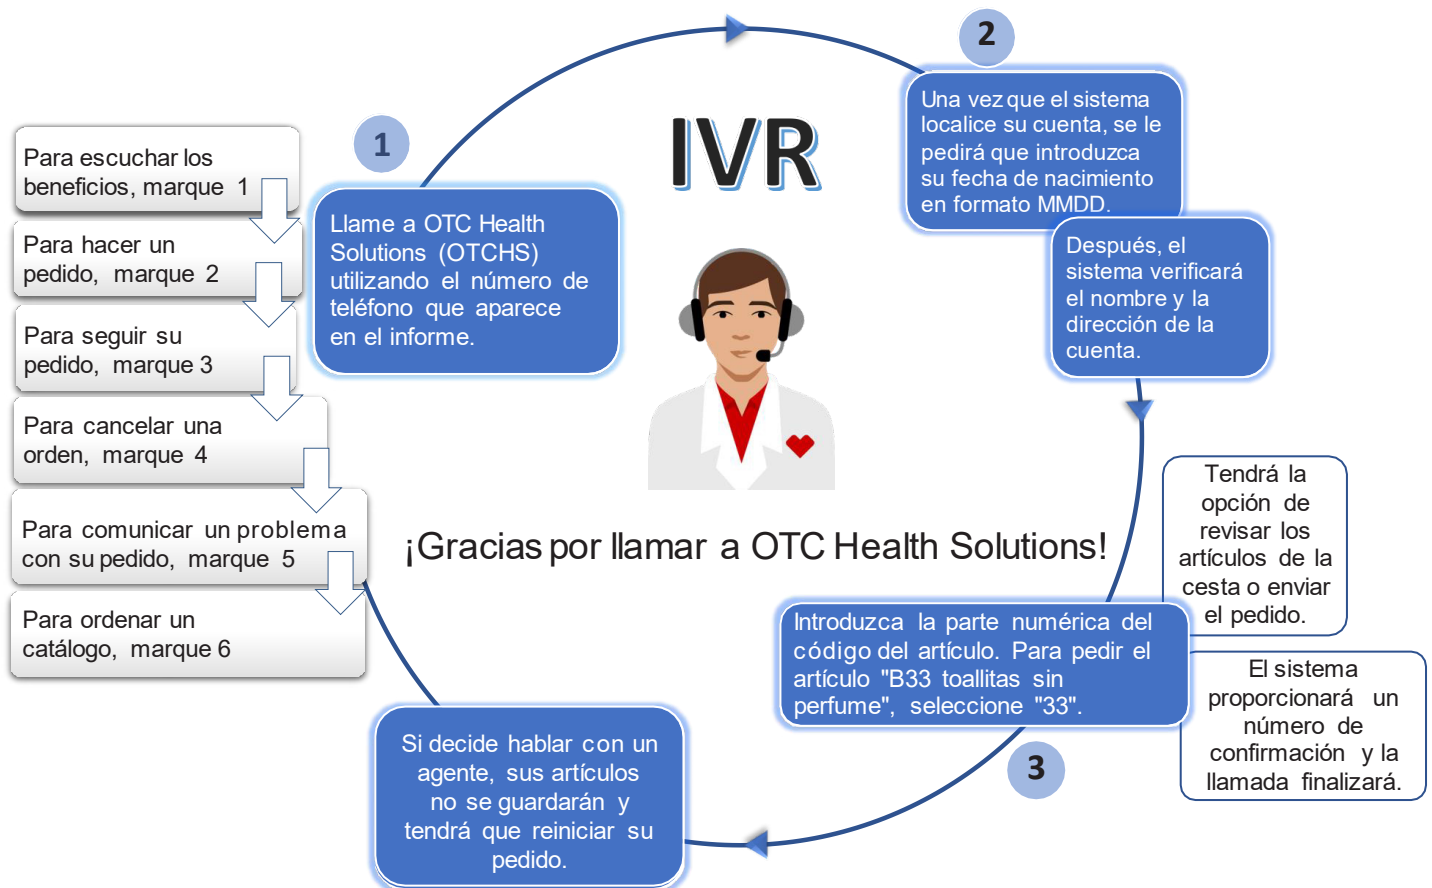 IVR
1
Llame a OTC Health
Solutions (OTCHS)
utilizando el número de
teléfono que aparece
en el informe.
Para escuchar los
beneficios, marque 1
Para hacer un
pedido, marque 2
Para seguir su
pedido, marque 3
Para cancelar una
orden, marque 4
Para comunicar un problema
con su pedido, marque 5
Para ordenar un
catálogo, marque 6
2
Una vez que el sistema
localice su cuenta, se le
pedirá que introduzca
su fecha de nacimiento
en formato MMDD.
Después, el
sistema verificará
el nombre y la
dirección de la
cuenta.
3
Introduzca la parte numérica del
código del artículo. Para pedir el
artículo "B33 toallitas sin
perfume", seleccione "33".
Tendrá la
opción de
revisar los
artículos de la
cesta o enviar
el pedido.
El sistema
proporcionará un
número de
confirmación y la
llamada finalizará.
Si decide hablar con un
agente, sus artículos
no se guardarán y
tendrá que reiniciar su
pedido.
¡Gracias por llamar a OTC Health Solutions!